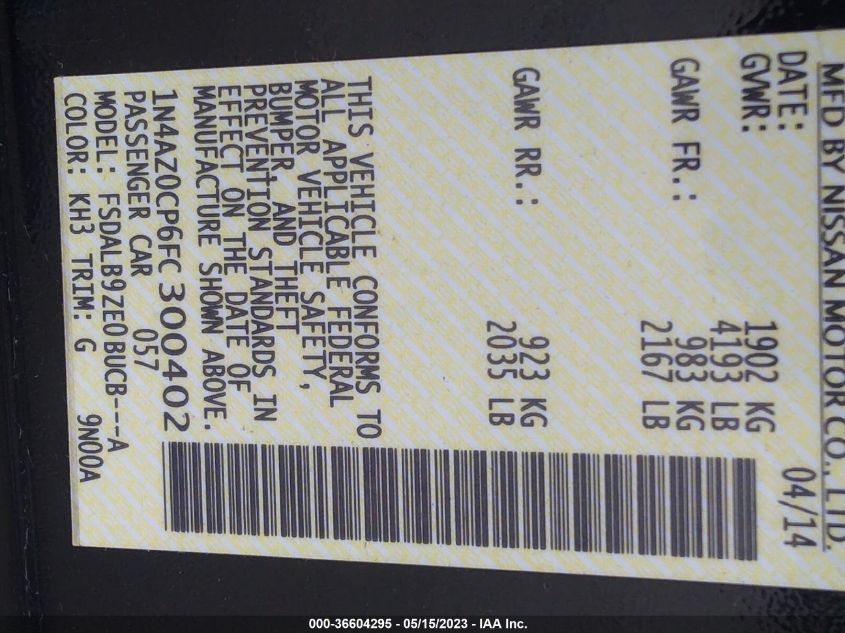 MFD BY NISSAN MOTOR CO., LTD.
DATE: 04/14
GVWR: 1902 KG
4193 LB
GAWR FR.: 983 KG
2167 LB
GAWR RR.: 923 KG
2035 LB
THIS VEHICLE CONFORMS TO
ALL APPLICABLE FEDERAL
MOTOR VEHICLE SAFETY,
BUMPER, AND THEFT
PREVENTION STANDARDS IN
EFFECT ON THE DATE OF
MANUFACTURE SHOWN ABOVE.
1N4AZ0CP6FC300402
PASSENGER CAR 057
MODEL: FSDALB9ZE0BUCB---A
COLOR: KH3 TRIM: G 9N00A
000-36604295 - 05/15/2023 - IAA Inc.